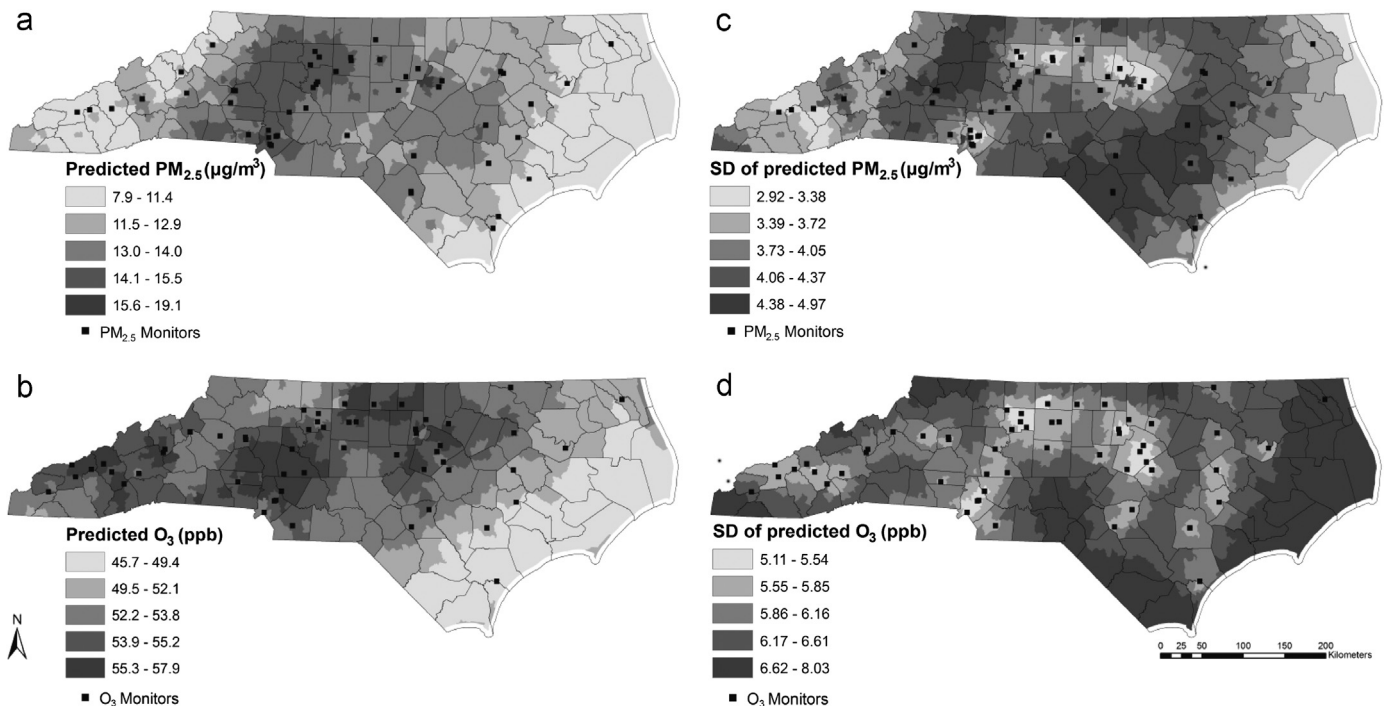 a
Predicted PM2.5 (µg/m³)
7.9 - 11.4
11.5 - 12.9
13.0 - 14.0
14.1 - 15.5
15.6 - 19.1
PM2.5 Monitors
c
SD of predicted PM2.5 (µg/m³)
2.92 - 3.38
3.39 - 3.72
3.73 - 4.05
4.06 - 4.37
4.38 - 4.97
PM2.5 Monitors
b
Predicted O3 (ppb)
45.7 - 49.4
49.5 - 52.1
52.2 - 53.8
53.9 - 55.2
55.3 - 57.9
O3 Monitors
N
d
SD of predicted O3 (ppb)
5.11 - 5.54
5.55 - 5.85
5.86 - 6.16
6.17 - 6.61
6.62 - 8.03
O3 Monitors
0 25 50 100 150 200
Kilometers